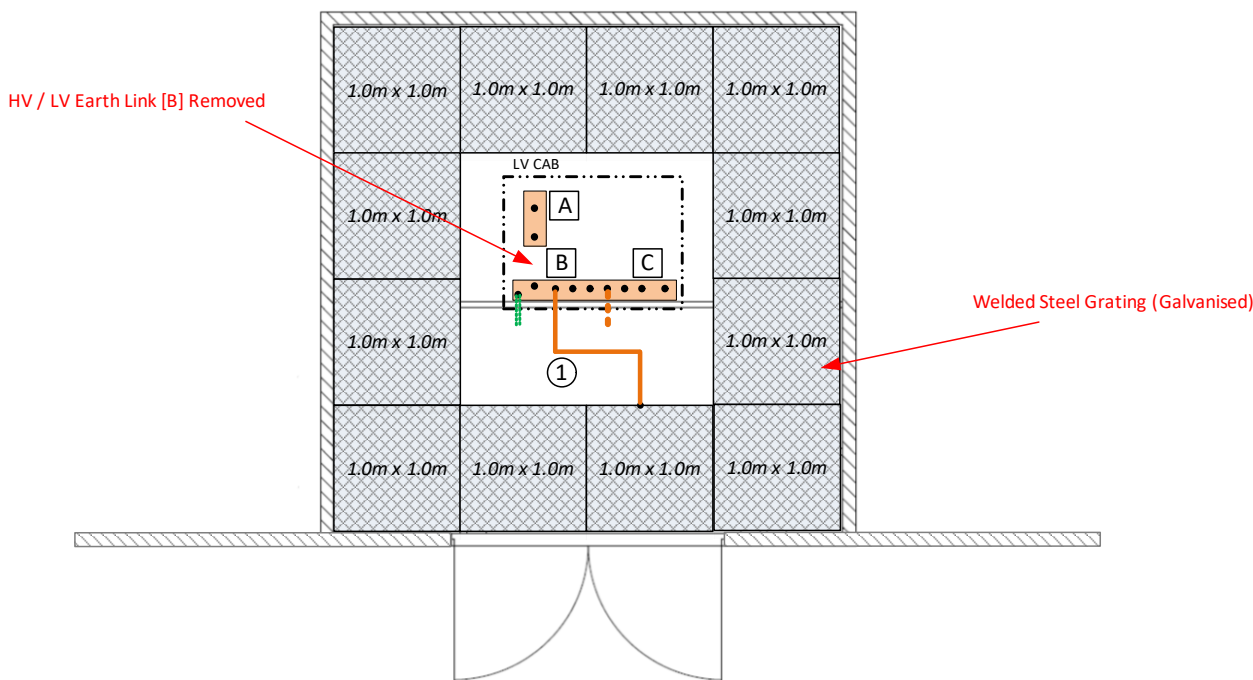 1.0m x 1.0m 1.0m x 1.0m 1.0m x 1.0m 1.0m x 1.0m
HV / LV Earth Link [B] Removed
LV CAB
A
1.0m x 1.0m 1.0m x 1.0m
B C
Welded Steel Grating (Galvanised)
1.0m x 1.0m 1.0m x 1.0m
1
1.0m x 1.0m 1.0m x 1.0m 1.0m x 1.0m 1.0m x 1.0m